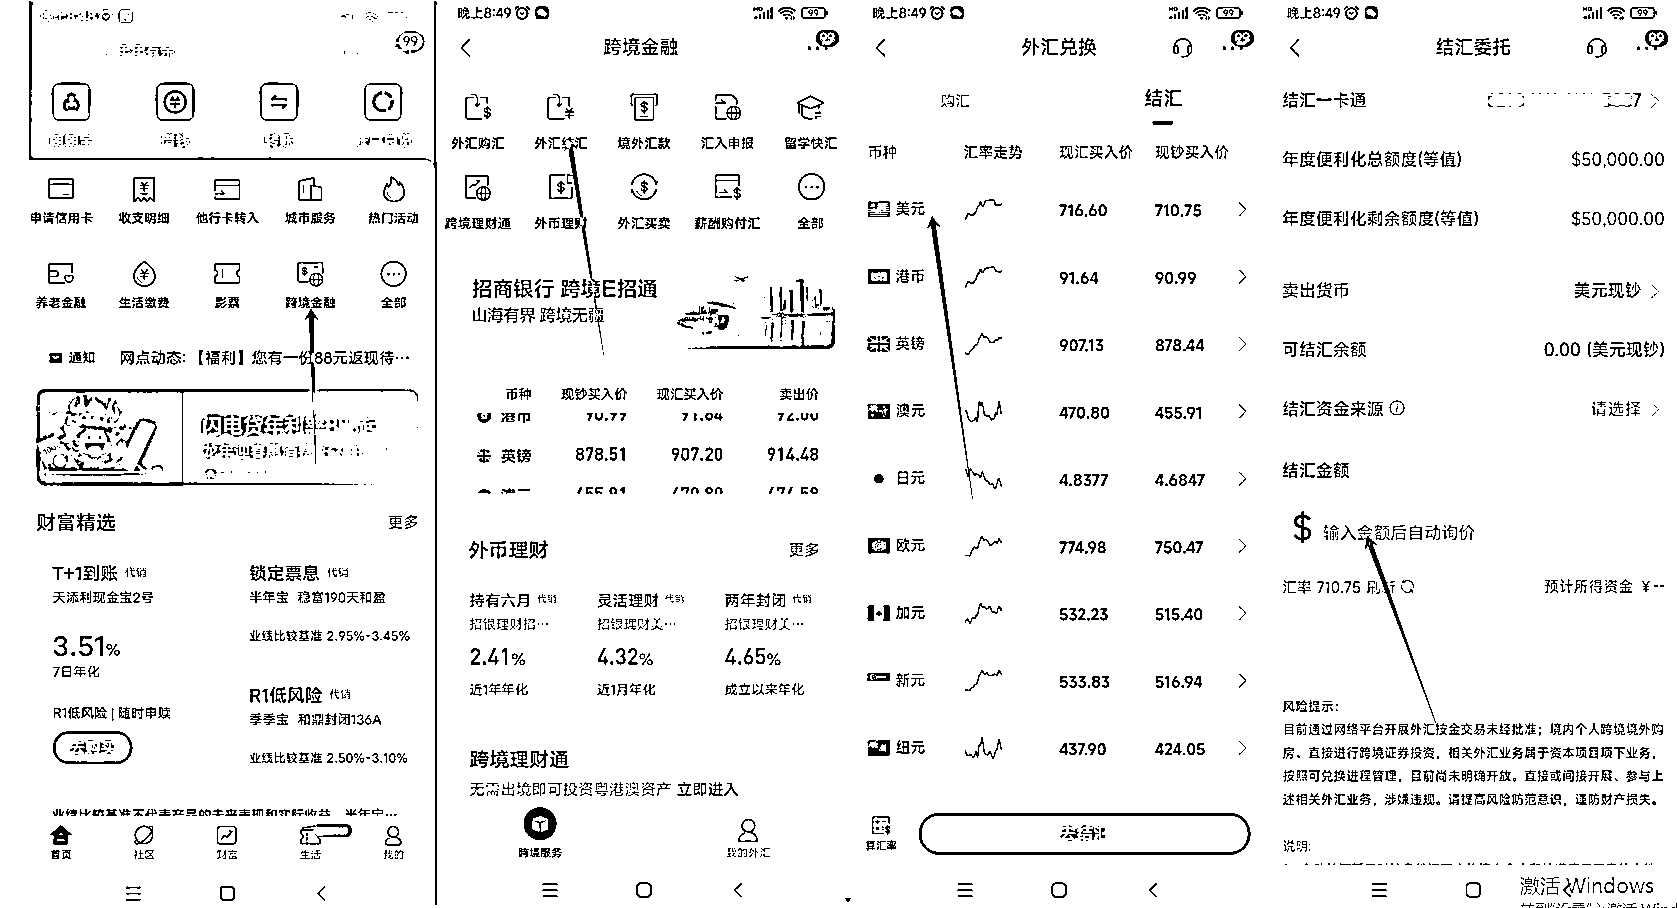 99
申请信用卡 收支明细 他行卡转入 城市服务 热门活动
养老金融 生活缴费 影票 跨境金融 全部
通知 网点动态:【福利】您有一份88元返现待…
财富精选 更多
T+1到账 代销
天添利现金宝2号
3.51%
7日年化
R1低风险 | 随时申赎
锁定票息 代销
半年宝 稳富190天和盈
业绩比较基准 2.95%-3.45%
R1低风险 代销
季季宝 和鼎封闭136A
业绩比较基准 2.50%-3.10%
首页 社区 财富 生活 我的
晚上8:49 99
跨境金融
外汇购汇 外汇结汇 境外汇款 汇入申报 留学快汇
跨境理财通 外币理财 外汇买卖 薪酬购付汇 全部
招商银行 跨境E招通
山海有界 跨境无疆
币种 现钞买入价 现汇买入价 卖出价
港币
英镑 878.51 907.20 914.48
外币理财 更多
持有六月 代销
招银理财招…
2.41%
近1年年化
灵活理财 代销
招银理财美…
4.32%
近1月年化
两年封闭 代销
招银理财美…
4.65%
成立以来年化
跨境理财通
无需出境即可投资粤港澳资产 立即进入
跨境服务 我的外汇
晚上8:49 99
外汇兑换
购汇 结汇
币种 汇率走势 现汇买入价 现钞买入价
美元 716.60 710.75
港币 91.64 90.99
英镑 907.13 878.44
澳元 470.80 455.91
日元 4.8377 4.6847
欧元 774.98 750.47
加元 532.23 515.40
新元 533.83 516.94
纽元 437.90 424.05
算汇率
晚上8:49 99
结汇委托
结汇一卡通 7
年度便利化总额度(等值) $50,000.00
年度便利化剩余额度(等值) $50,000.00
卖出货币 美元现钞
可结汇余额 0.00 (美元现钞)
结汇资金来源 请选择
结汇金额
$ 输入金额后自动询价
汇率 710.75 刷新 预计所得资金 ￥--
风险提示:
目前通过网络平台开展外汇按金交易未经批准；境内个人跨境境外购
房、直接进行跨境证券投资，相关外汇业务属于资本项目项下业务，
按照可兑换进程管理，目前尚未明确开放。直接或间接开展、参与上
述相关外汇业务，涉嫌违规。请提高风险防范意识，谨防财产损失。
说明:
激活 Windows